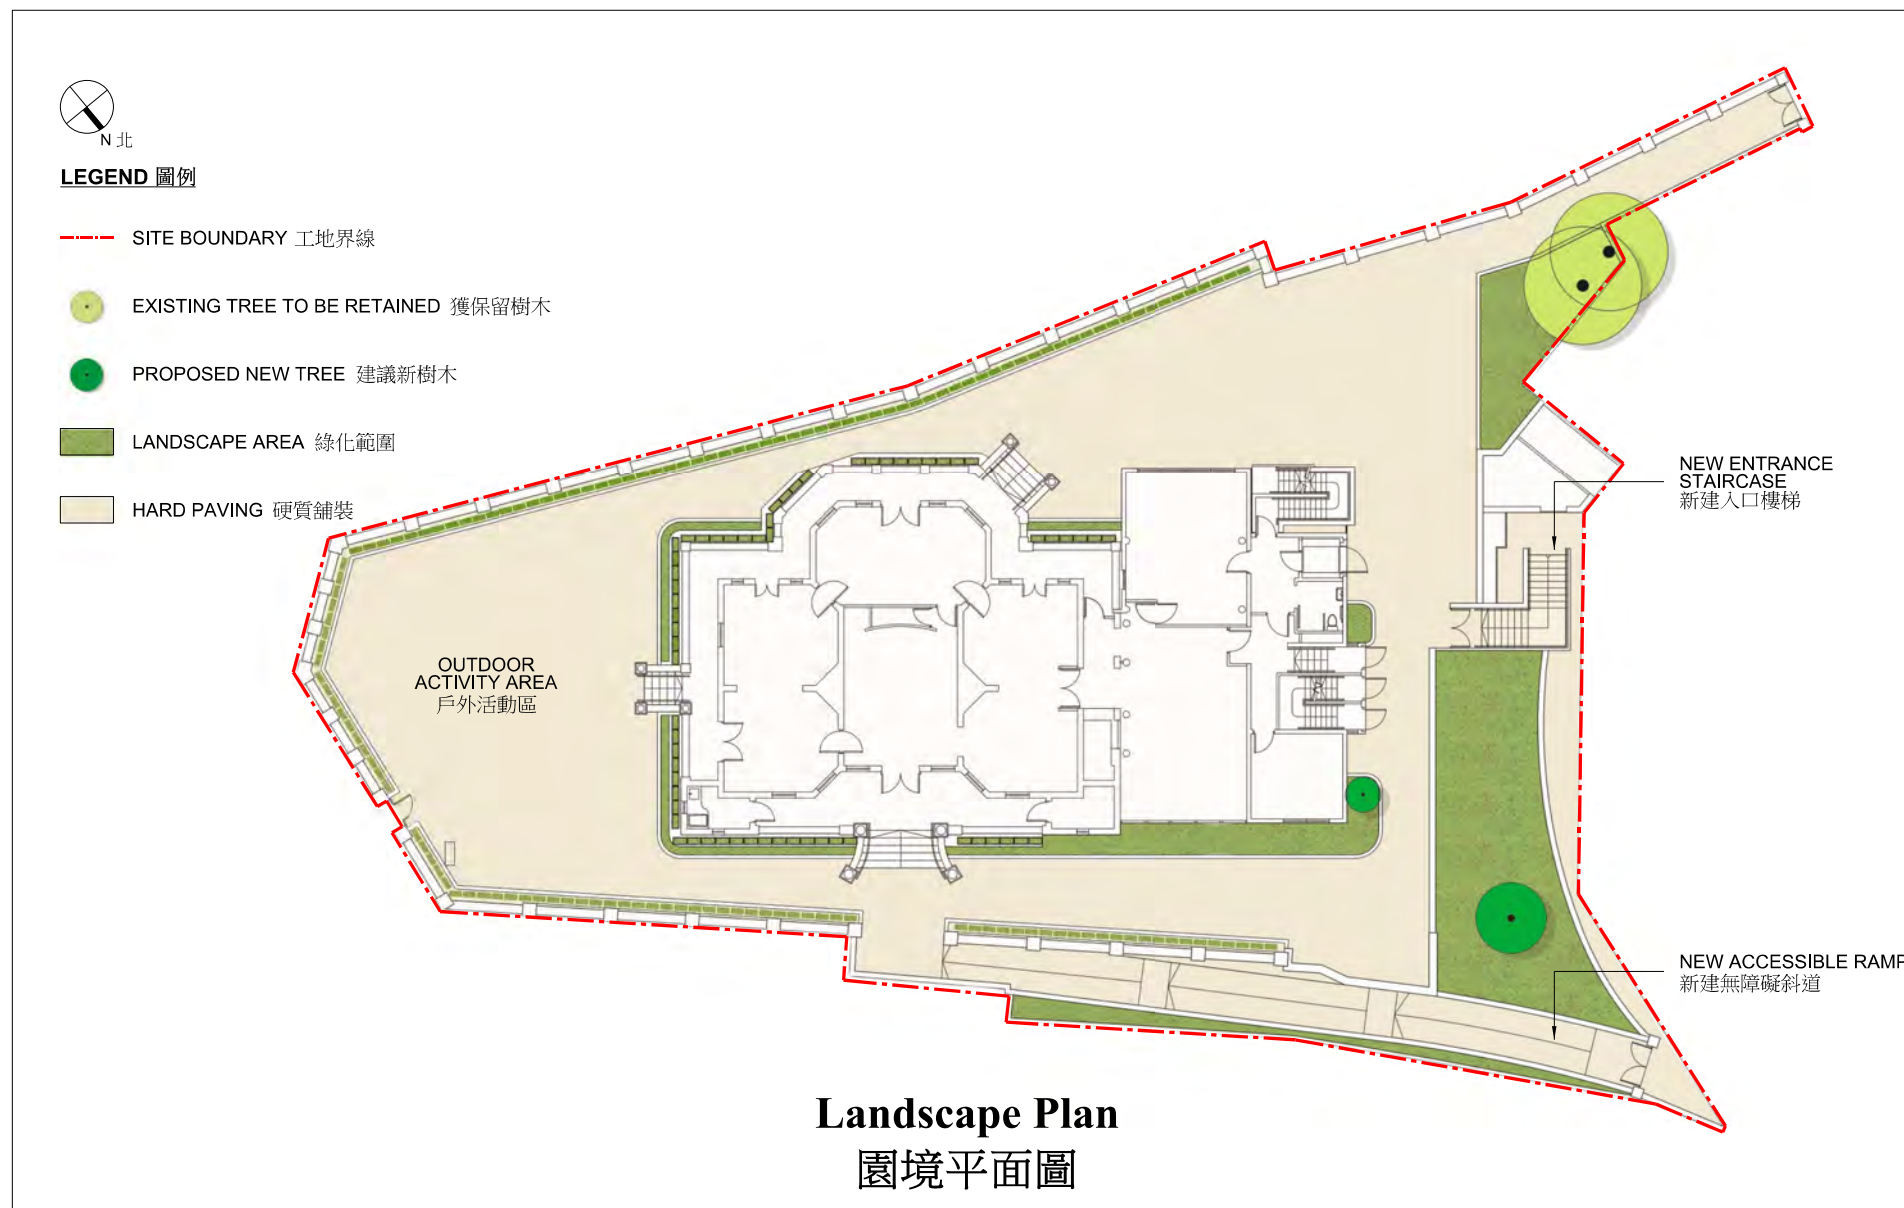 N 北
LEGEND 圖例
SITE BOUNDARY 工地界線
EXISTING TREE TO BE RETAINED 獲保留樹木
PROPOSED NEW TREE 建議新樹木
LANDSCAPE AREA 綠化範圍
HARD PAVING 硬質舖裝
OUTDOOR
ACTIVITY AREA
戶外活動區
NEW ENTRANCE
STAIRCASE
新建入口樓梯
NEW ACCESSIBLE RAMP
新建無障礙斜道
Landscape Plan
園境平面圖